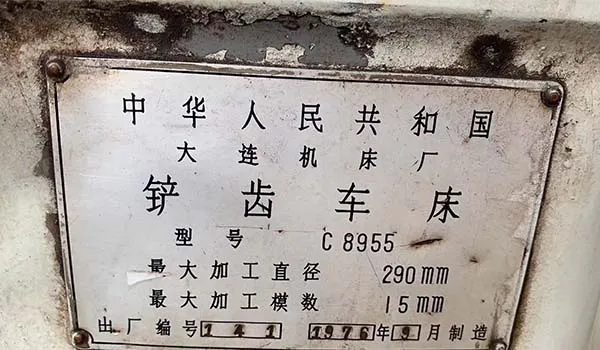 中华人民共和国
大连机床厂
铲齿车床
型号 C8955
最大加工直径 290mm
最大加工模数 15mm
出厂编号 141 1976年9月制造